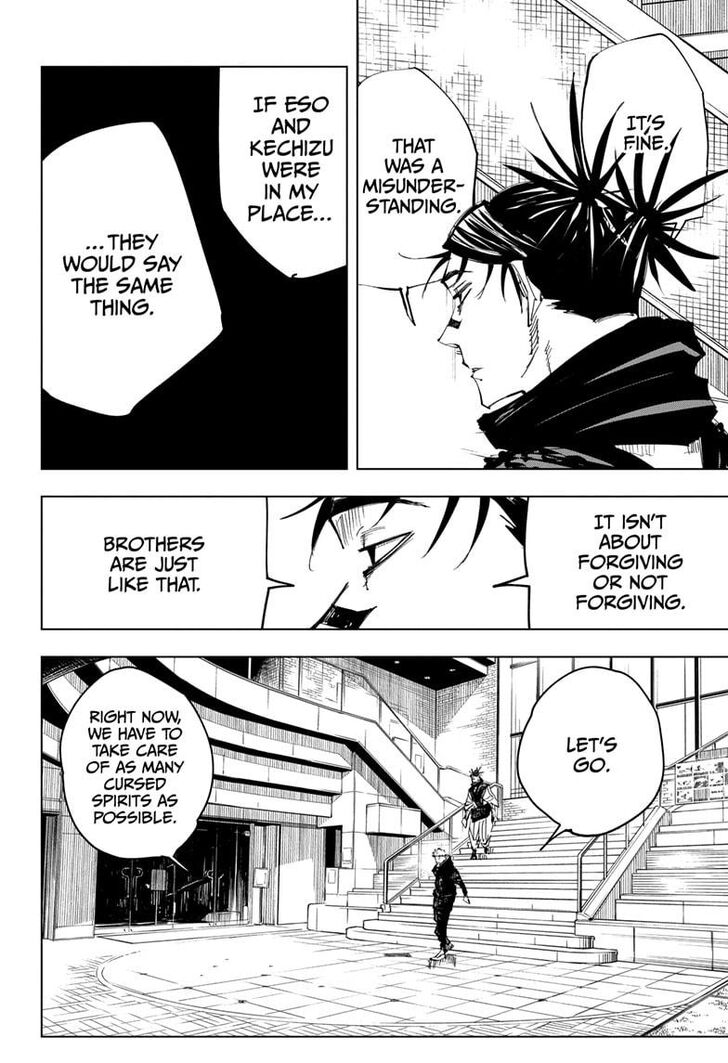 IT'S
FINE.
THAT
WAS A
MISUNDER-
STANDING.
IF ESO
AND
KECHIZU
WERE
IN MY
PLACE...
...THEY
WOULD SAY
THE SAME
THING.
IT ISN'T
ABOUT
FORGIVING
OR NOT
FORGIVING.
BROTHERS
ARE JUST
LIKE THAT.
LET'S
GO.
RIGHT NOW,
WE HAVE TO
TAKE CARE
OF AS MANY
CURSED
SPIRITS AS
POSSIBLE.